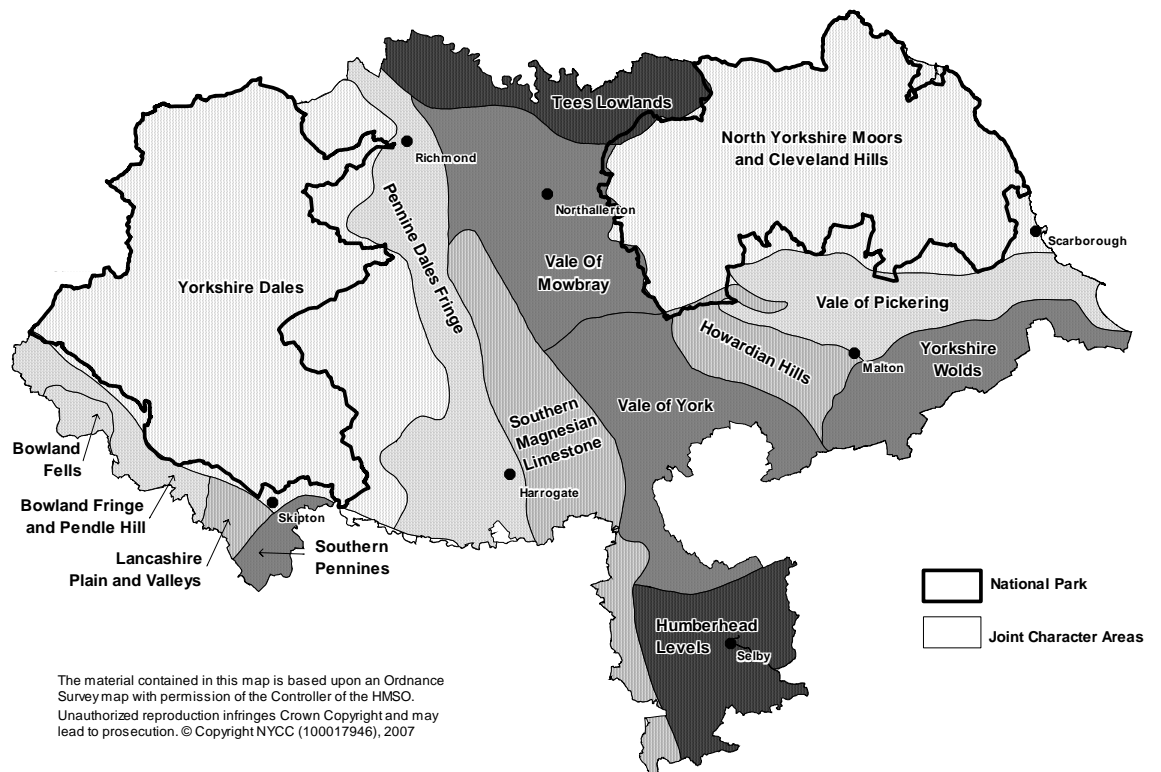 Tees Lowlands
North Yorkshire Moors
and Cleveland Hills
Richmond
Northallerton
Scarborough
Pennine Dales Fringe
Vale Of
Mowbray
Yorkshire Dales
Vale of Pickering
Howardian Hills
Malton
Yorkshire
Wolds
Vale of York
Southern
Magnesian
Limestone
Harrogate
Bowland
Fells
Bowland Fringe
and Pendle Hill
Skipton
Lancashire
Plain and Valleys
Southern
Pennines
Humberhead
Levels
Selby
National Park
Joint Character Areas
The material contained in this map is based upon an Ordnance
Survey map with permission of the Controller of the HMSO.
Unauthorized reproduction infringes Crown Copyright and may
lead to prosecution. © Copyright NYCC (100017946), 2007